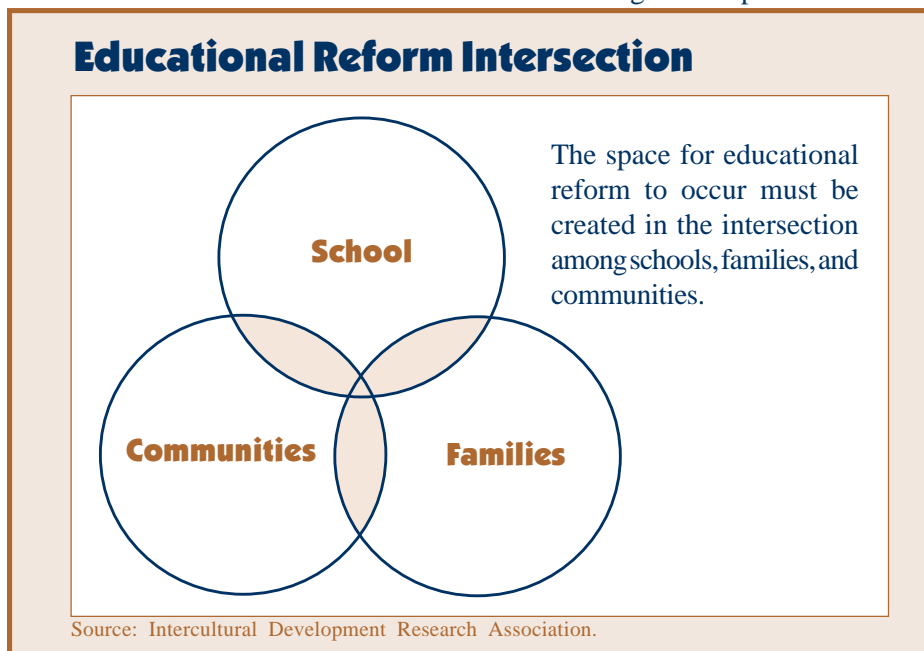 Educational Reform Intersection
The space for educational
reform to occur must be
created in the intersection
among schools, families, and
communities.
School
Communities
Families
Source: Intercultural Development Research Association.